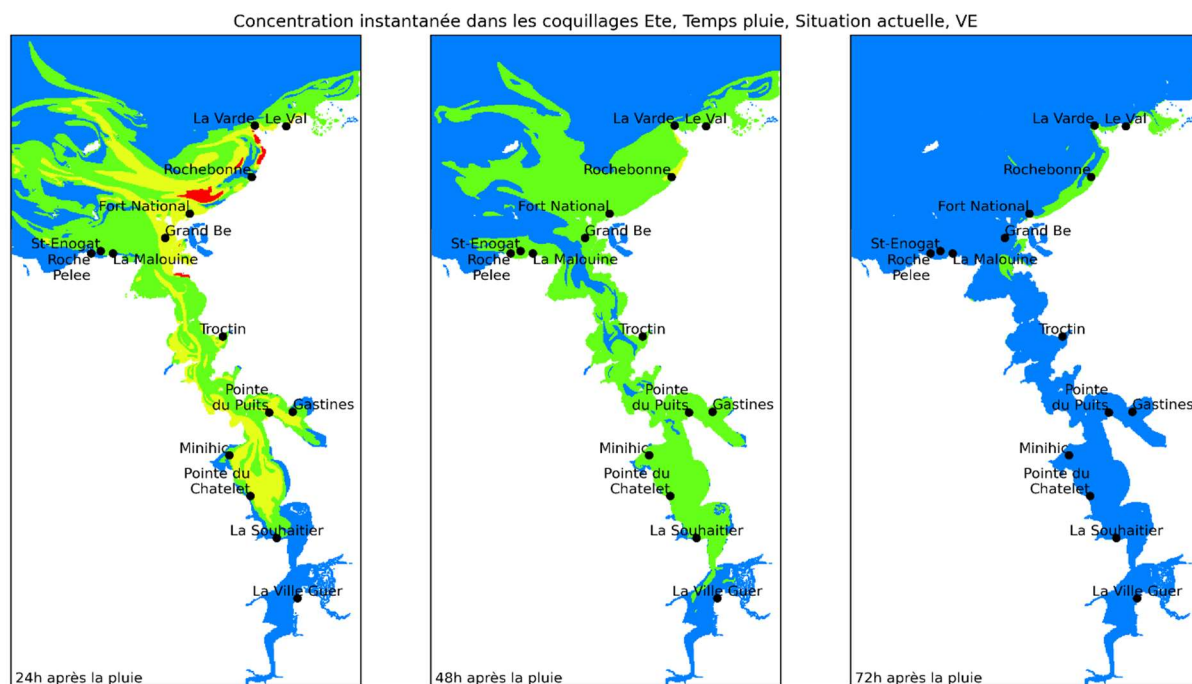 Concentration instantanée dans les coquillages Ete, Temps pluie, Situation actuelle, VE
La Varde
Le Val
Rochebonne
Fort National
Grand Be
St-Enogat
Roche
Pelee
La Malouine
Troctin
Pointe
du Puits
Gastines
Minihic
Pointe du
Chatelet
La Souhaitier
La Ville Guer
24h après la pluie
La Varde
Le Val
Rochebonne
Fort National
Grand Be
St-Enogat
Roche
Pelee
La Malouine
Troctin
Pointe
du Puits
Gastines
Minihic
Pointe du
Chatelet
La Souhaitier
La Ville Guer
48h après la pluie
La Varde
Le Val
Rochebonne
Fort National
Grand Be
St-Enogat
Roche
Pelee
La Malouine
Troctin
Pointe
du Puits
Gastines
Minihic
Pointe du
Chatelet
La Souhaitier
La Ville Guer
72h après la pluie